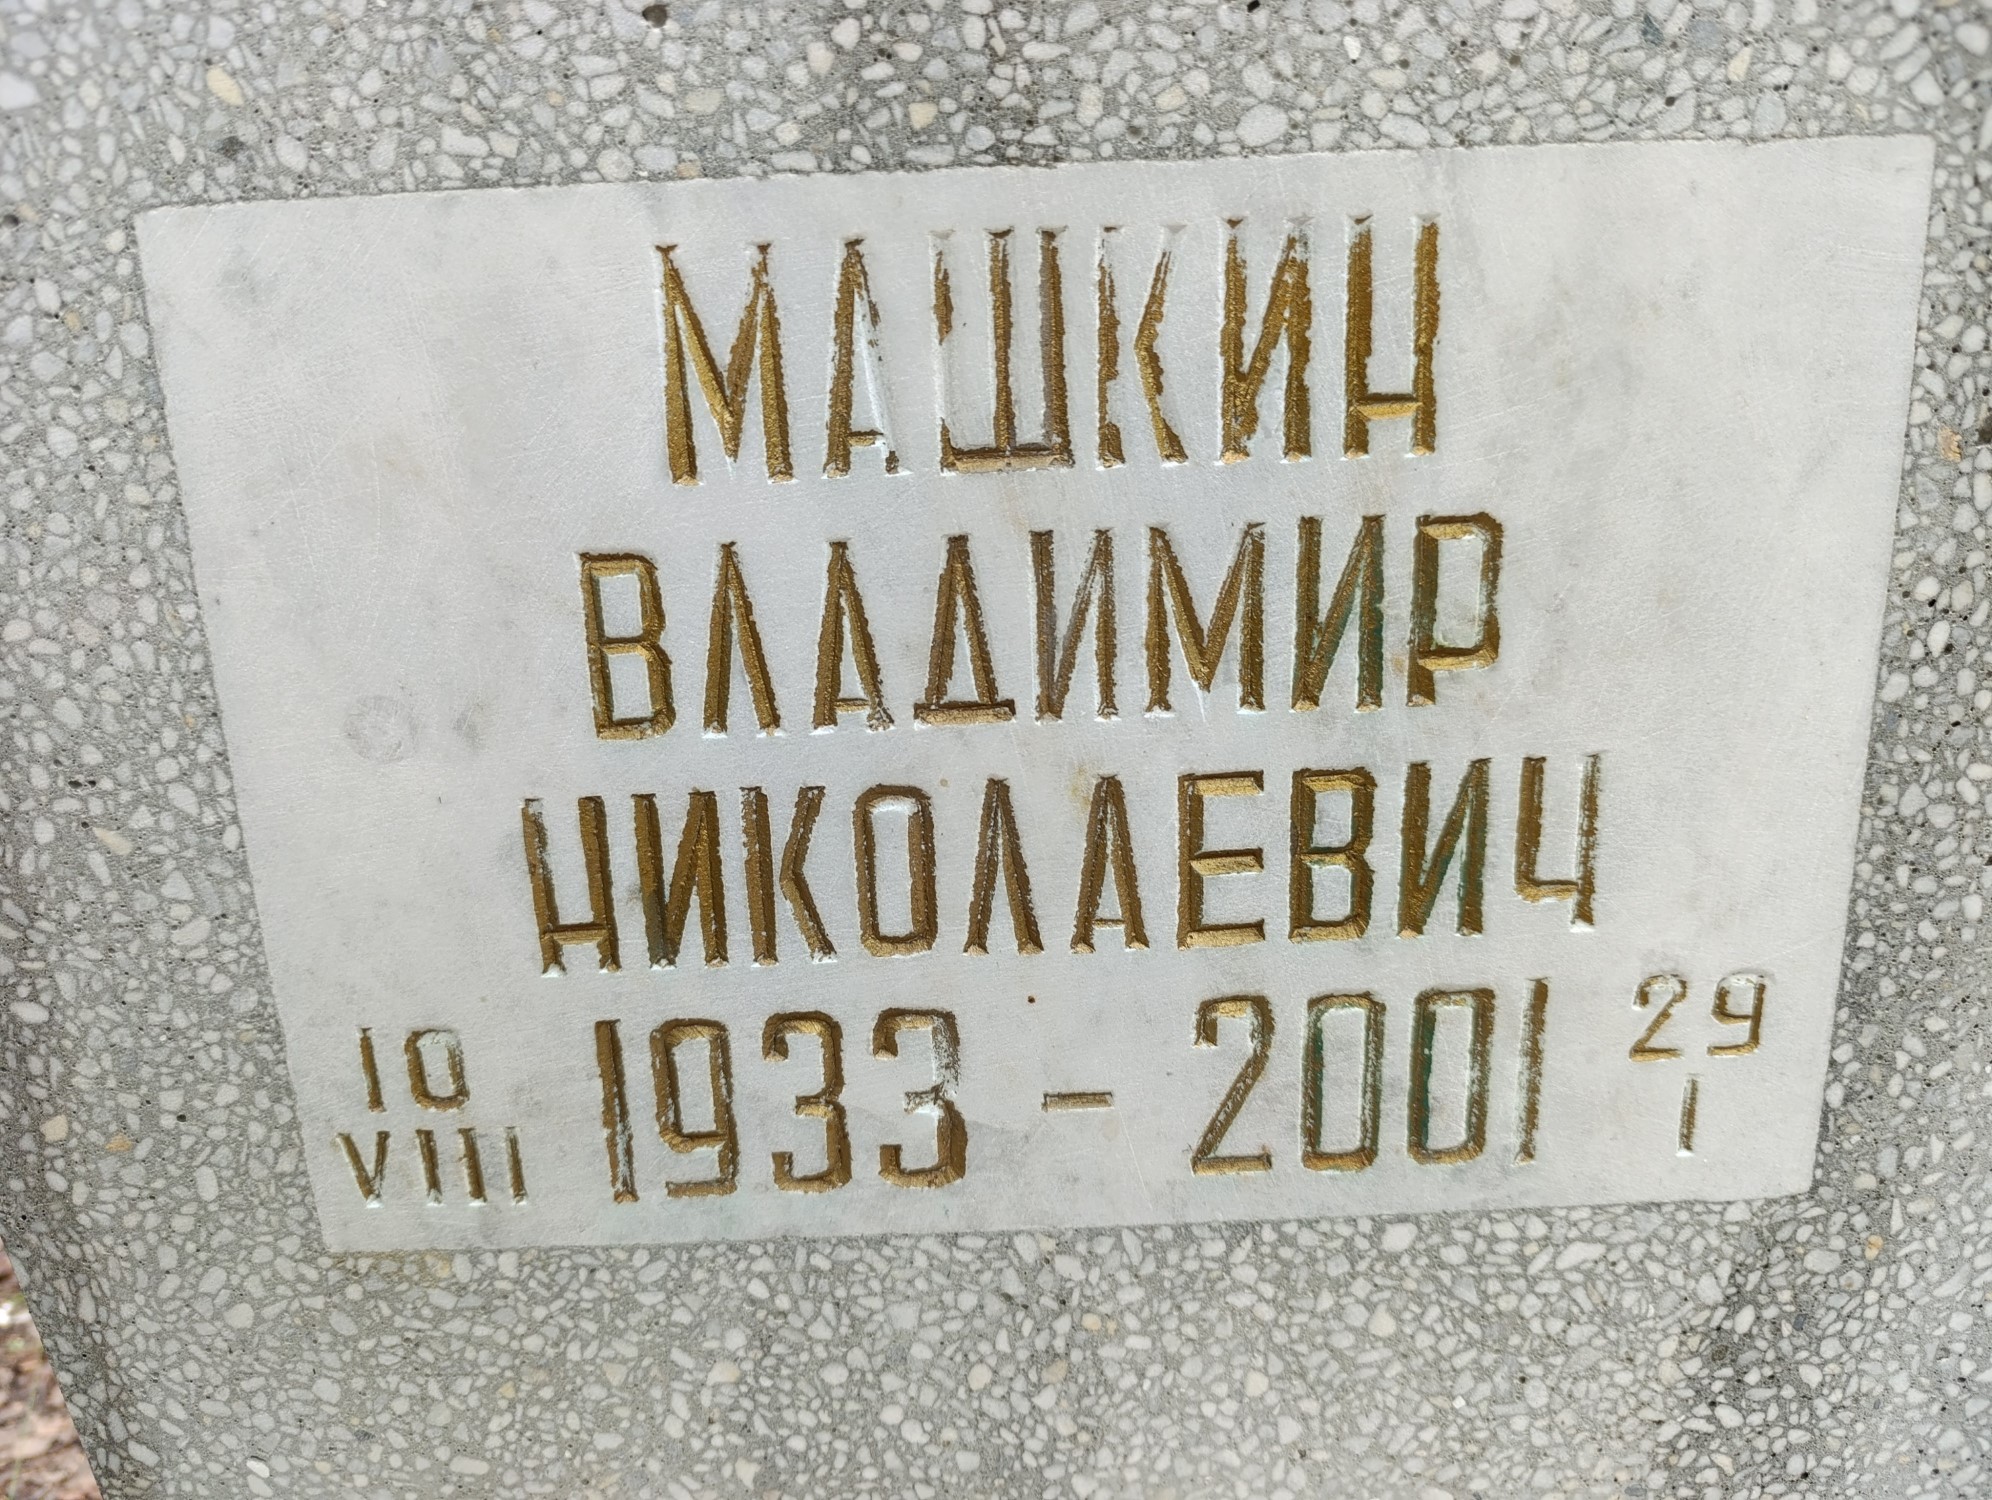 МАШКИН
ВЛАДИМИР
НИКОЛАЕВИЧ
10 VIII 1933 - 2001 29 I